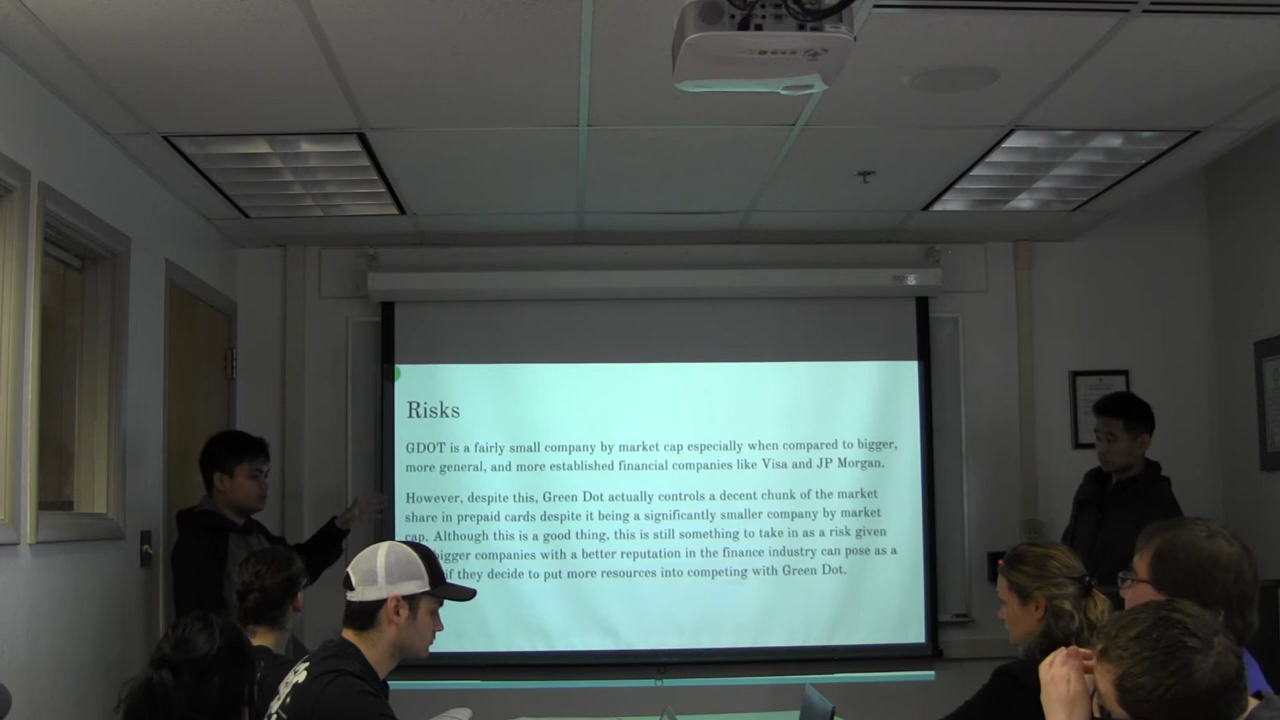 Risks
GDOT is a fairly small company by market cap especially when compared to bigger,
more general, and more established financial companies like Visa and JP Morgan.
However, despite this, Green Dot actually controls a decent chunk of the market
share in prepaid cards despite it being a significantly smaller company by market
cap. Although this is a good thing, this is still something to take in as a risk given
bigger companies with a better reputation in the finance industry can pose as a
if they decide to put more resources into competing with Green Dot.